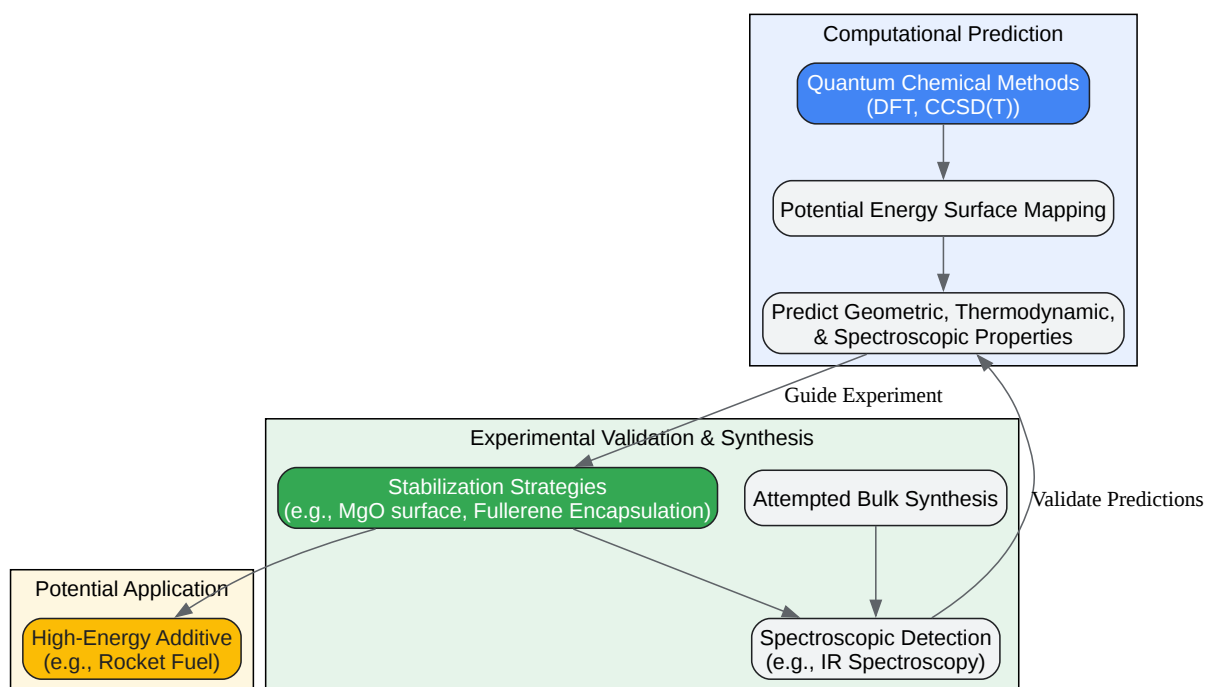 Computational Prediction
Quantum Chemical Methods
(DFT, CCSD(T))
Potential Energy Surface Mapping
Predict Geometric, Thermodynamic,
& Spectroscopic Properties
Guide Experiment
Experimental Validation & Synthesis
Stabilization Strategies
(e.g., MgO surface, Fullerene Encapsulation)
Attempted Bulk Synthesis
Validate Predictions
Potential Application
High-Energy Additive
(e.g., Rocket Fuel)
Spectroscopic Detection
(e.g., IR Spectroscopy)